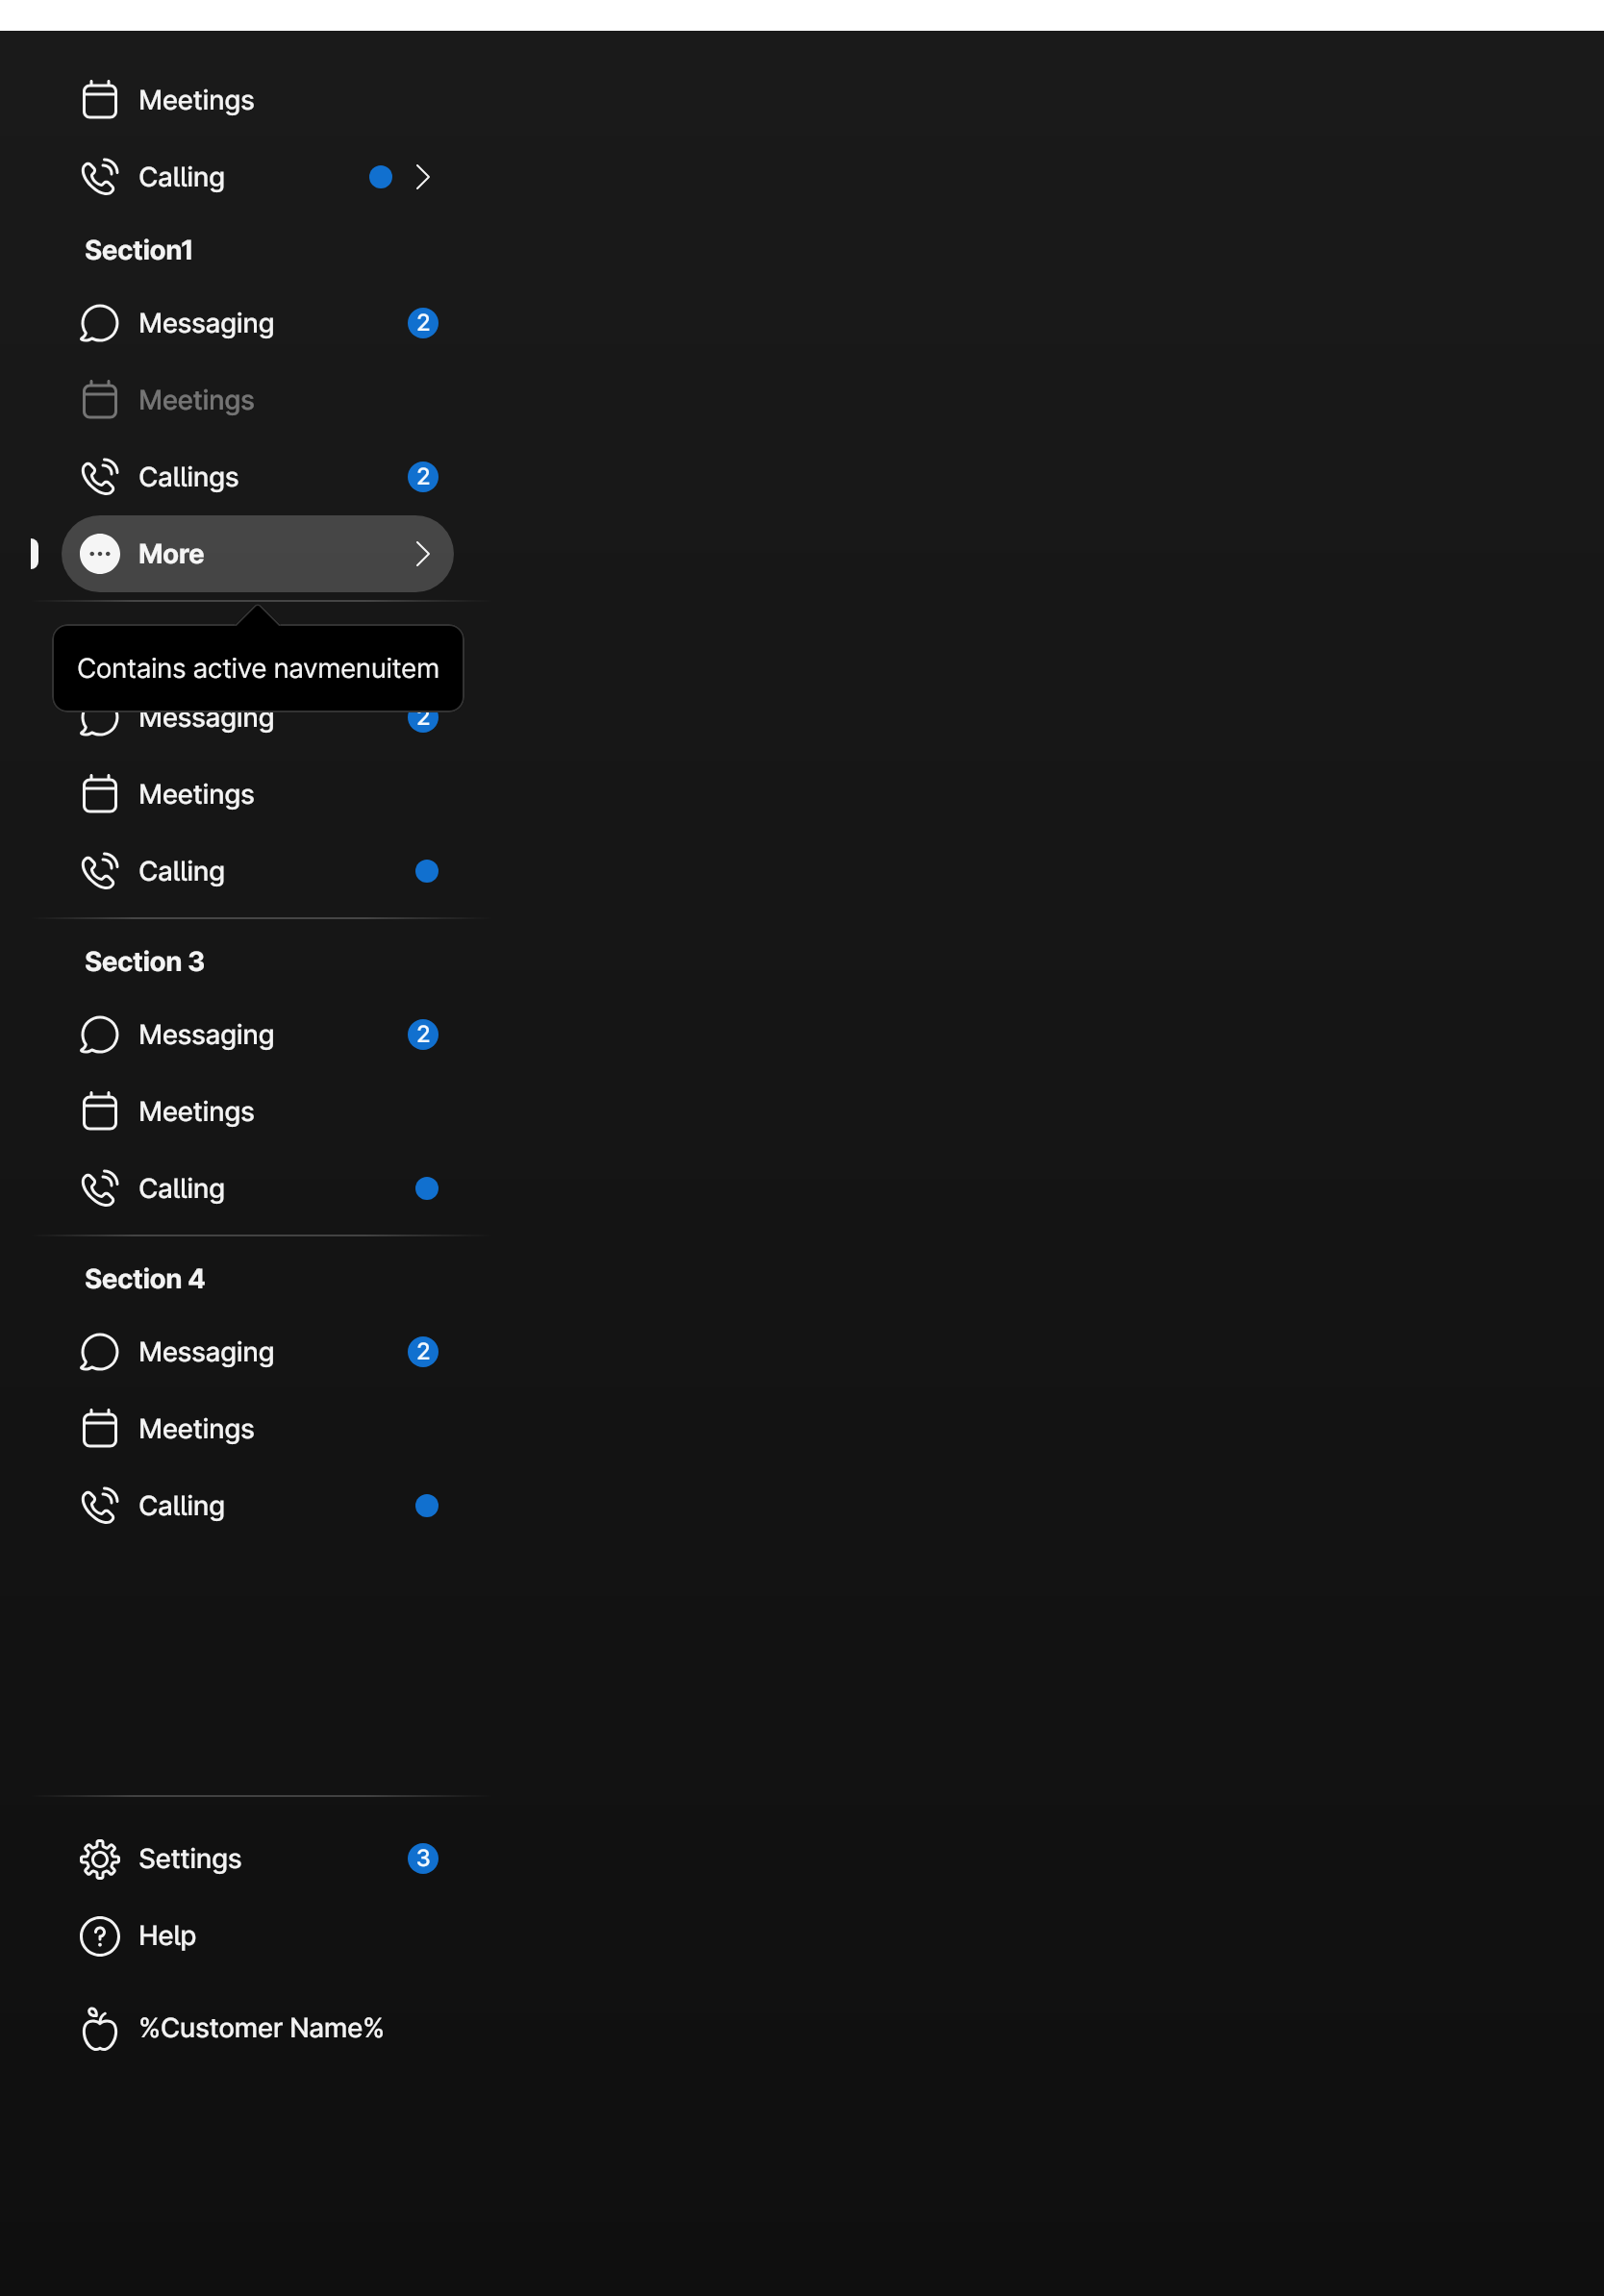 Meetings
Calling
Section1
Messaging 2
Meetings
Callings 2
More
Contains active navmenuitem
Messaging 2
Meetings
Calling
Section 3
Messaging 2
Meetings
Calling
Section 4
Messaging 2
Meetings
Calling
Settings 3
Help
%Customer Name%